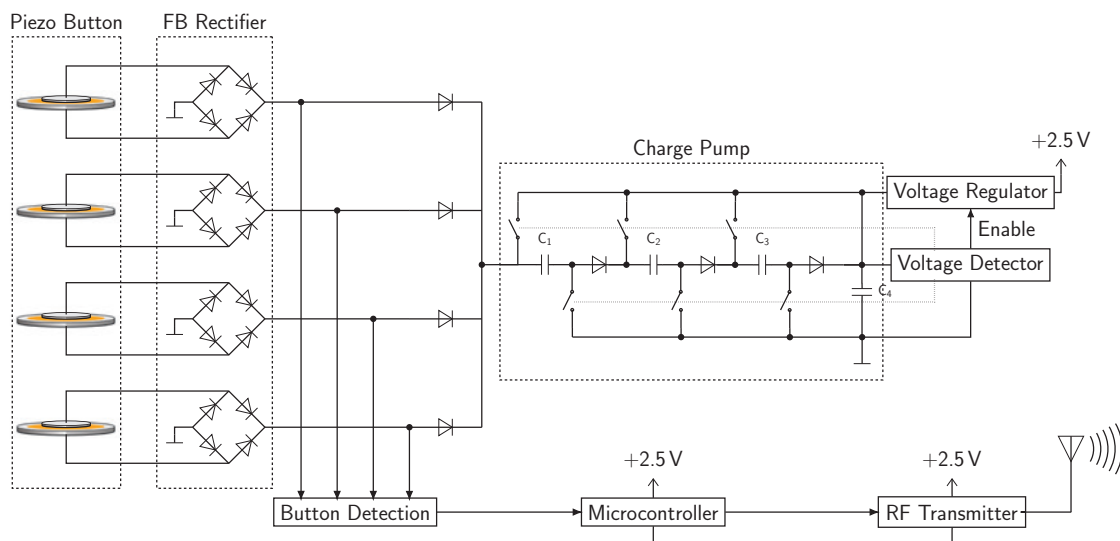 Piezo Button
FB Rectifier
Charge Pump
+2.5 V
Voltage Regulator
Enable
C1
C2
C3
Voltage Detector
C4
+2.5 V
+2.5 V
Button Detection
Microcontroller
RF Transmitter